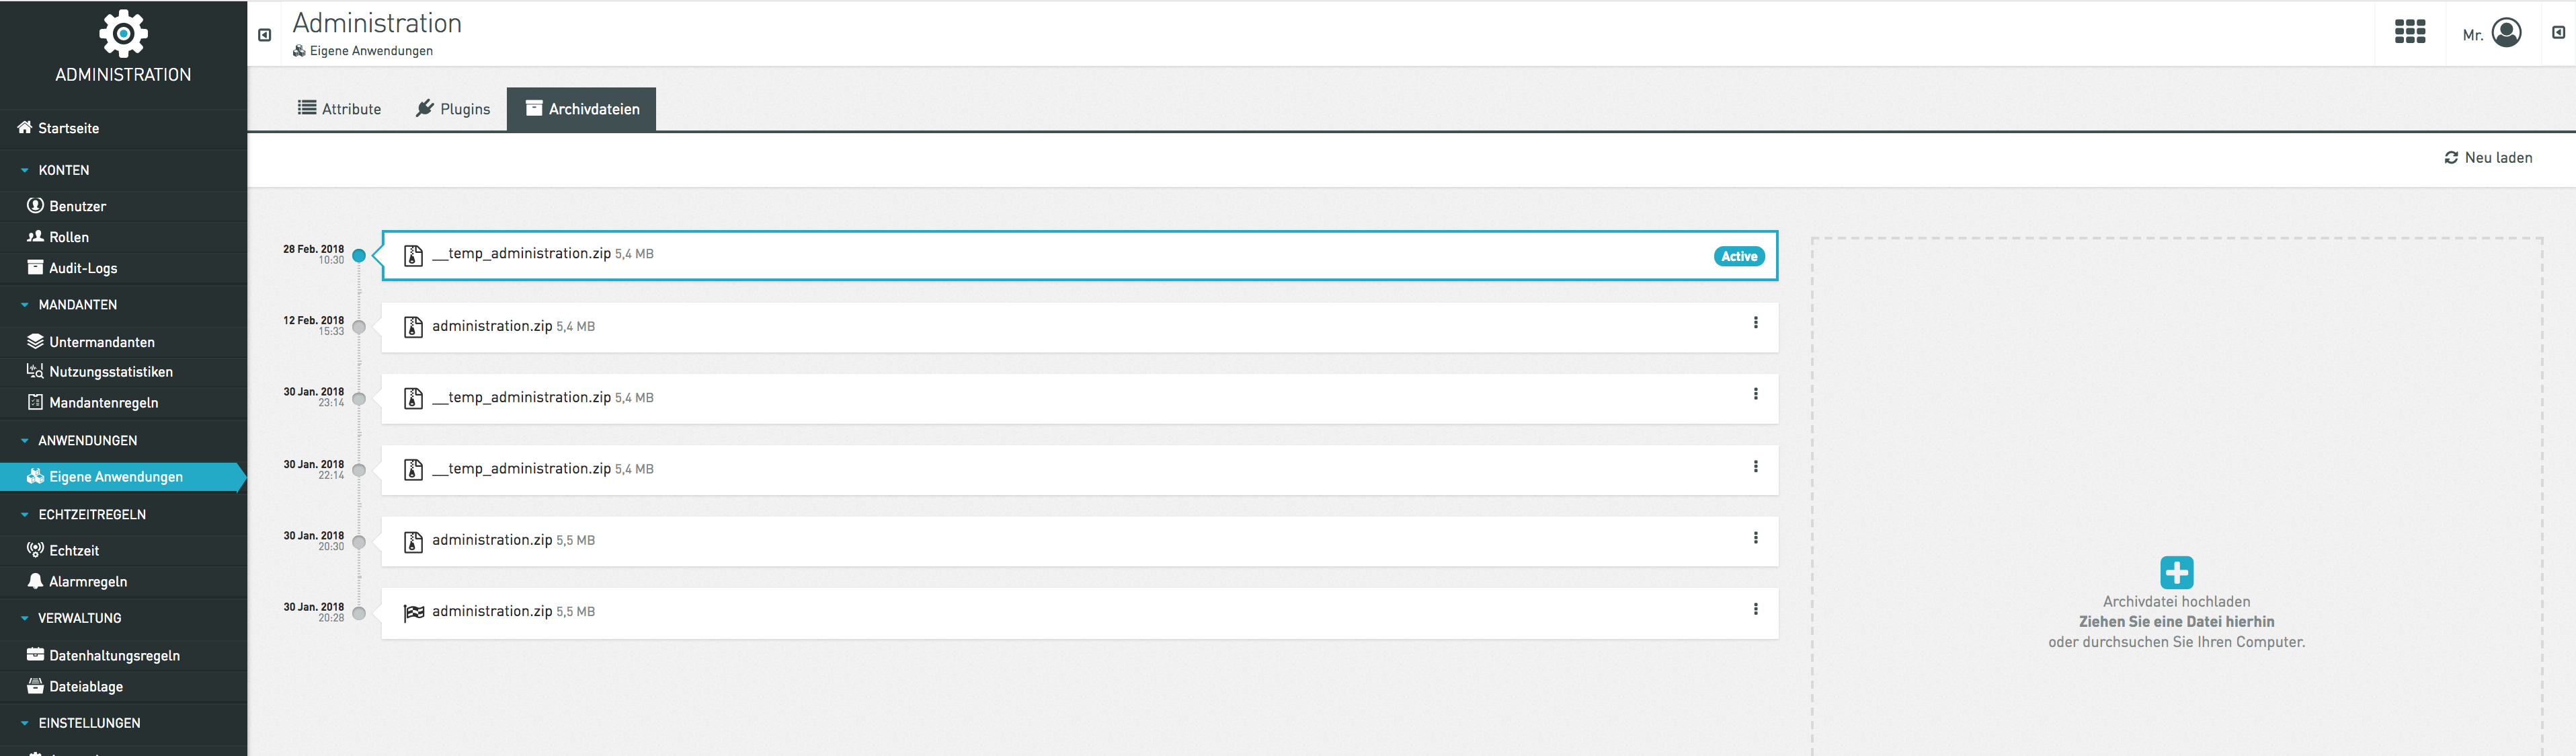 ADMINISTRATION
Startseite
KONTEN
Benutzer
Rollen
Audit-Logs
MANDANTEN
Untermandanten
Nutzungsstatistiken
Mandantenregeln
ANWENDUNGEN
Eigene Anwendungen
ECHTZEITREGELN
Echtzeit
Alarmregeln
VERWALTUNG
Datenhaltungsregeln
Dateiablage
EINSTELLUNGEN
Administration
Eigene Anwendungen
Mr.
Attribute Plugins Archivdateien
Neu laden
28 Feb. 2018
10:30
__temp_administration.zip 5,4 MB
Active
12 Feb. 2018
15:33
administration.zip 5,4 MB
30 Jan. 2018
23:14
__temp_administration.zip 5,4 MB
30 Jan. 2018
22:14
__temp_administration.zip 5,4 MB
30 Jan. 2018
20:30
administration.zip 5,5 MB
30 Jan. 2018
20:28
administration.zip 5,5 MB
Archivdatei hochladen
Ziehen Sie eine Datei hierhin
oder durchsuchen Sie Ihren Computer.